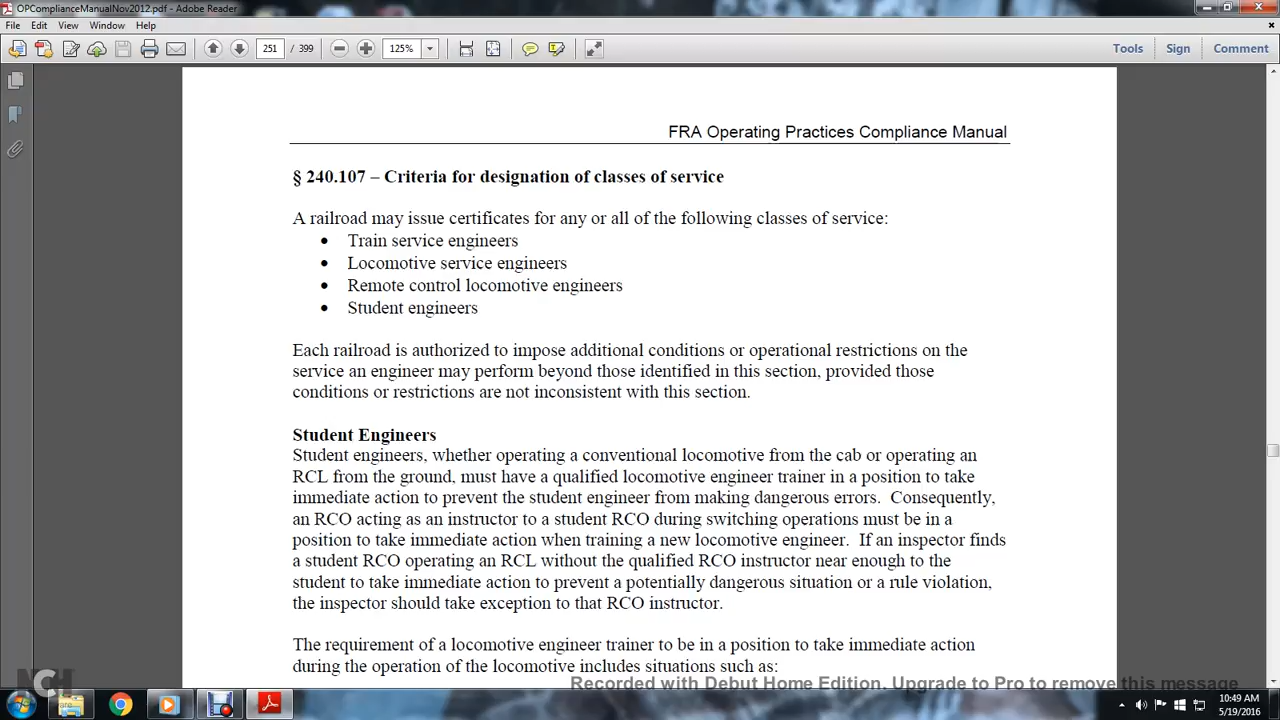 OPComplianceManualNov2012.pdf - Adobe Reader
File Edit View Window Help
251 / 399 125% Tools Sign Comment
FRA Operating Practices Compliance Manual
§ 240.107 – Criteria for designation of classes of service
A railroad may issue certificates for any or all of the following classes of service:
• Train service engineers
• Locomotive service engineers
• Remote control locomotive engineers
• Student engineers
Each railroad is authorized to impose additional conditions or operational restrictions on the
service an engineer may perform beyond those identified in this section, provided those
conditions or restrictions are not inconsistent with this section.
Student Engineers
Student engineers, whether operating a conventional locomotive from the cab or operating an
RCL from the ground, must have a qualified locomotive engineer trainer in a position to take
immediate action to prevent the student engineer from making dangerous errors.  Consequently,
an RCO acting as an instructor to a student RCO during switching operations must be in a
position to take immediate action when training a new locomotive engineer.  If an inspector finds
a student RCO operating an RCL without the qualified RCO instructor near enough to the
student to take immediate action to prevent a potentially dangerous situation or a rule violation,
the inspector should take exception to that RCO instructor.
The requirement of a locomotive engineer trainer to be in a position to take immediate action
during the operation of the locomotive includes situations such as:
Recorded with Debut Home Edition. Upgrade to Pro to remove this message
NCH
10:49 AM
5/19/2016